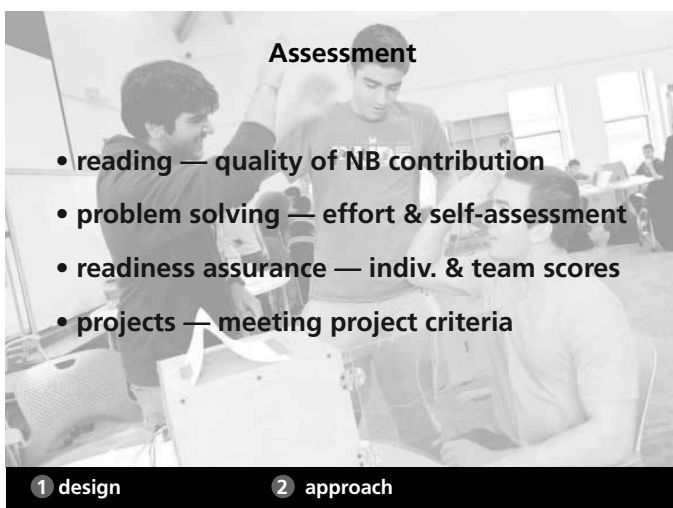 Assessment
• reading — quality of NB contribution
• problem solving — effort & self-assessment
• readiness assurance — indiv. & team scores
• projects — meeting project criteria
1 design 2 approach